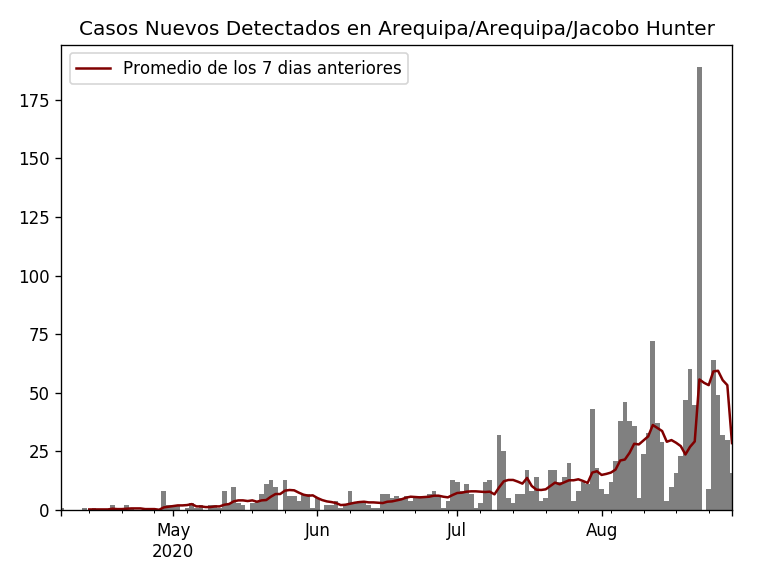 Casos Nuevos Detectados en Arequipa/Arequipa/Jacobo Hunter
Promedio de los 7 dias anteriores
175
150
125
100
75
50
25
0
May
2020
Jun
Jul
Aug